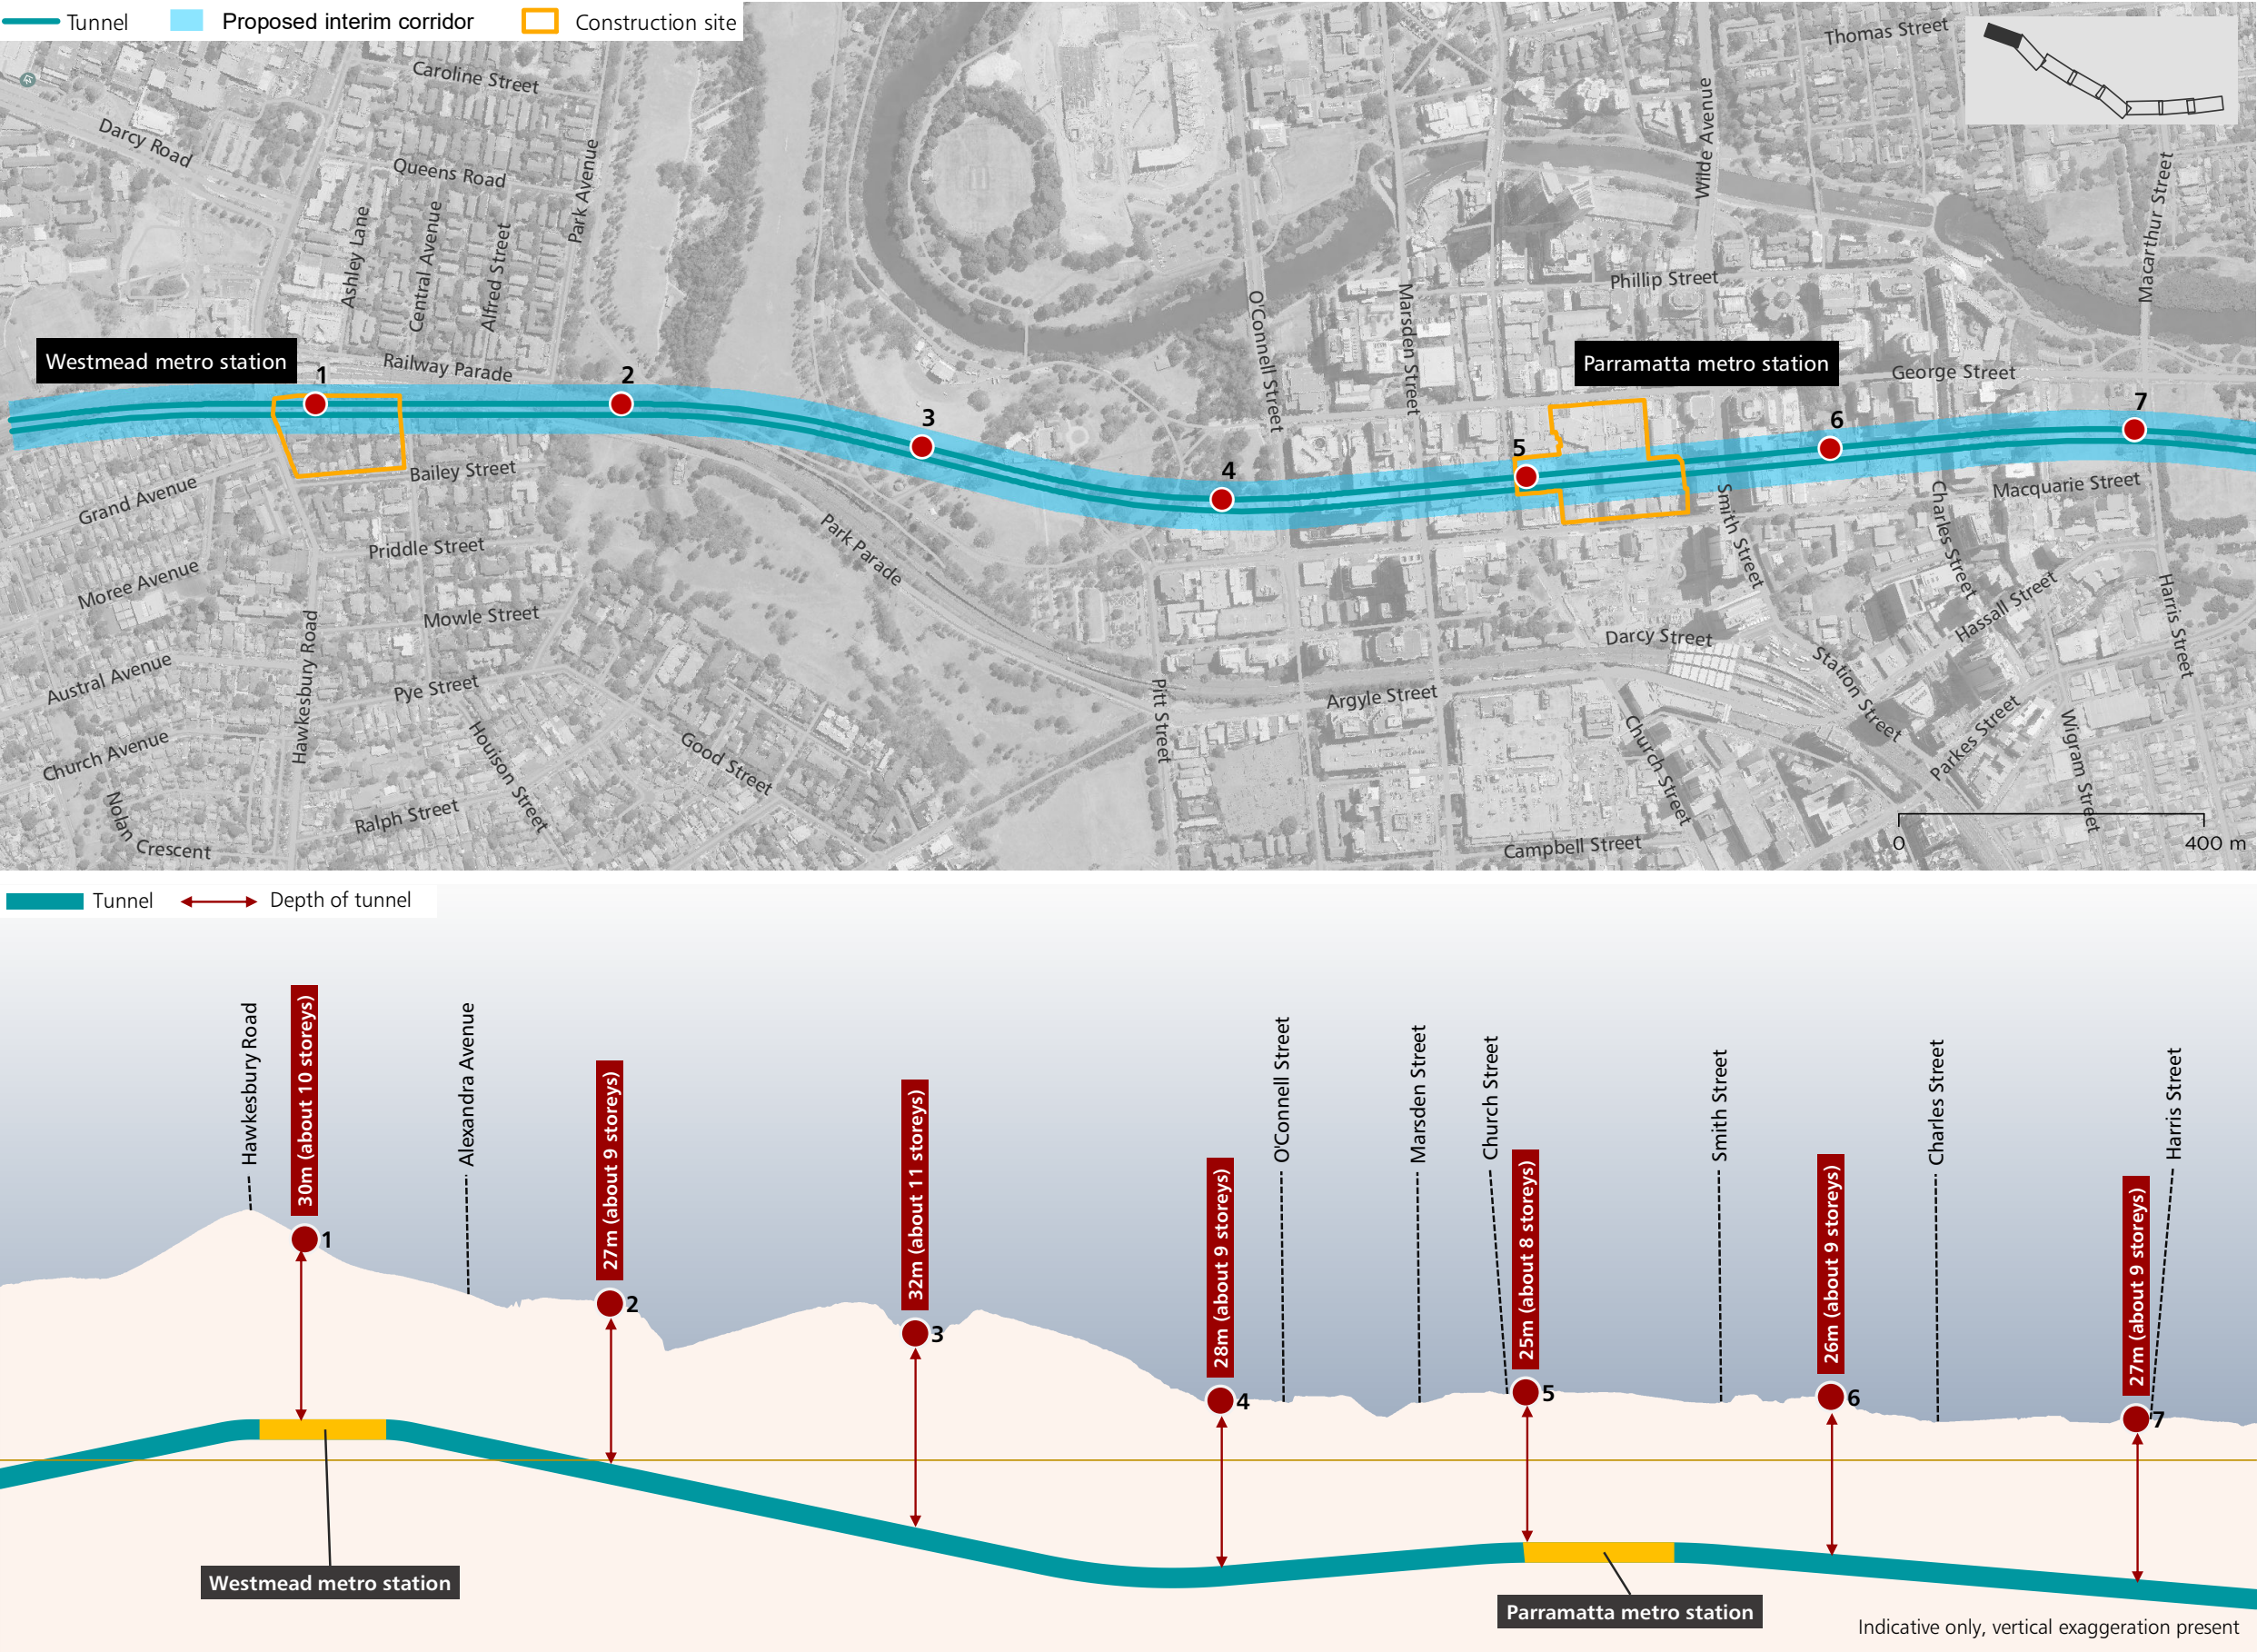 Tunnel
Proposed interim corridor
Construction site
Thomas Street
Caroline Street
Darcy Road
Queens Road
Park Avenue
Wilde Avenue
Macarthur Street
Ashley Lane
Central Avenue
Alfred Street
Phillip Street
O'Connell Street
Marsden Street
Westmead metro station
Railway Parade
Parramatta metro station
George Street
1
2
3
4
5
6
7
Bailey Street
Grand Avenue
Macquarie Street
Smith Street
Charles Street
Park Parade
Priddle Street
Moree Avenue
Mowle Street
Hassall Street
Harris Street
Hawkesbury Road
Darcy Street
Austral Avenue
Pye Street
Station Street
Pitt Street
Argyle Street
Church Avenue
Houison Street
Good Street
Church Street
Parkes Street
Wigram Street
Nolan Crescent
Ralph Street
Campbell Street
0
400 m
Tunnel
Depth of tunnel
Hawkesbury Road
30m (about 10 storeys)
Alexandra Avenue
27m (about 9 storeys)
32m (about 11 storeys)
28m (about 9 storeys)
O'Connell Street
Marsden Street
Church Street
25m (about 8 storeys)
Smith Street
26m (about 9 storeys)
Charles Street
27m (about 9 storeys)
Harris Street
1
2
3
4
5
6
7
Westmead metro station
Parramatta metro station
Indicative only, vertical exaggeration present